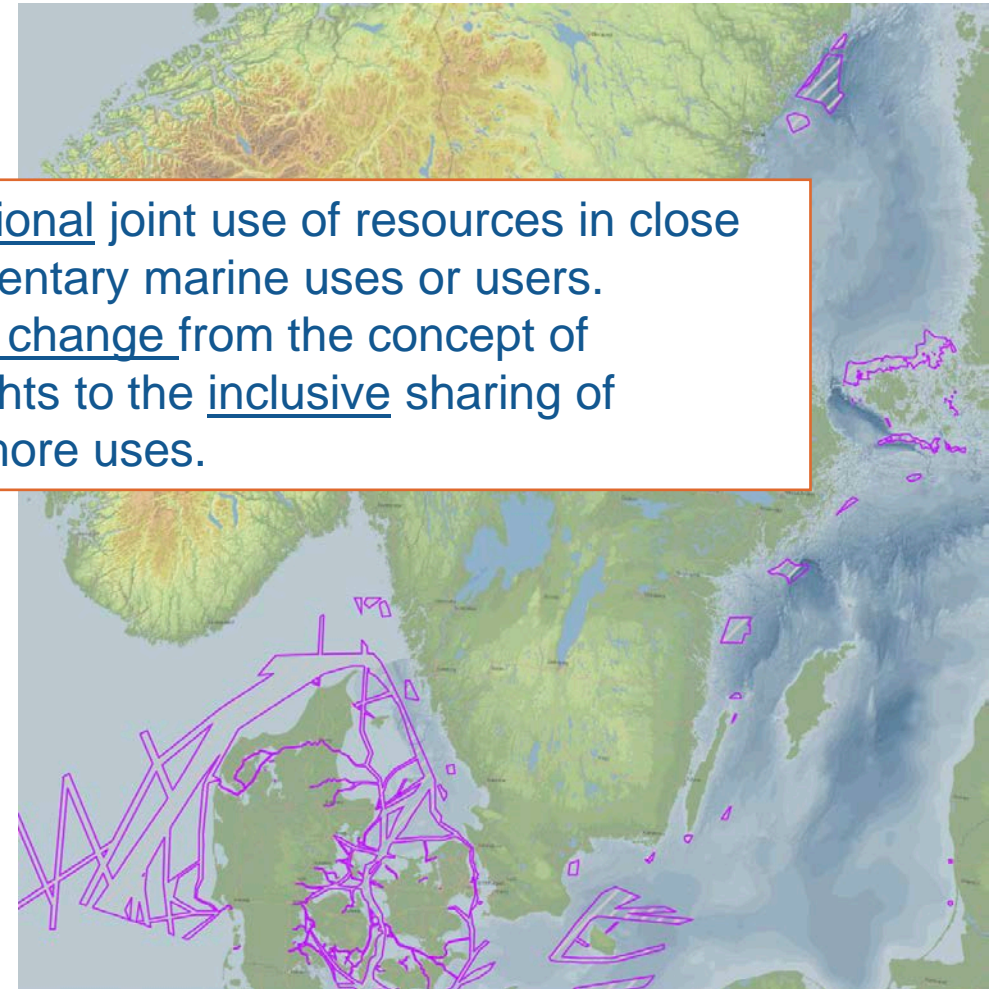 ional joint use of resources in close
entary marine uses or users.
change from the concept of
hts to the inclusive sharing of
nore uses.